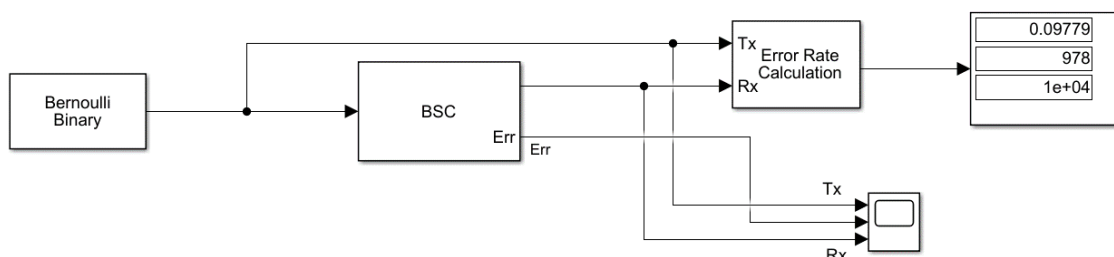 Bernoulli
Binary
BSC
Err
Err
Tx
Rx
Error Rate
Calculation
0.09779
978
1e+04
Tx
Rx